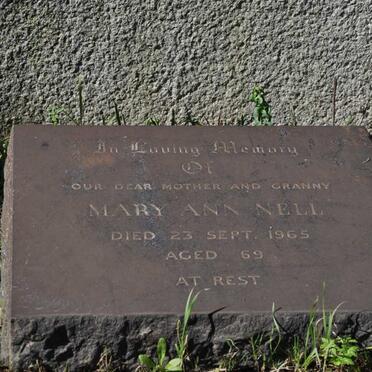 In Loving Memory
Of
OUR DEAR MOTHER AND GRANNY
MARY ANN NELL
DIED 23 SEPT. 1965
AGED 69
AT REST